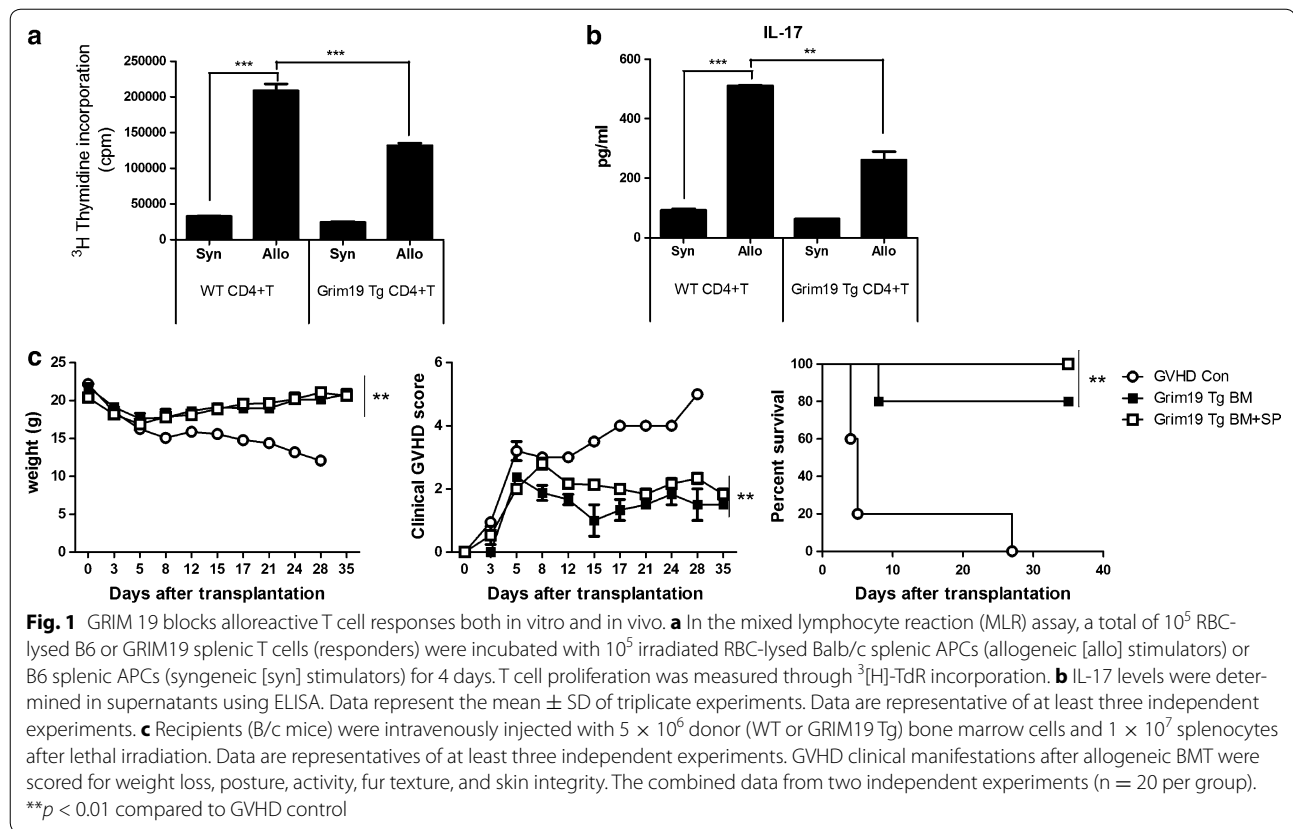 a
³H Thymidine incorporation
(cpm)
250000
200000
150000
100000
50000
0
***
***
Syn
Allo
Syn
Allo
WT CD4+T
Grim19 Tg CD4+T
b
IL-17
pg/ml
600
400
200
0
***
**
Syn
Allo
Syn
Allo
WT CD4+T
Grim19 Tg CD4+T
c
weight (g)
25
20
15
10
5
0
**
0 3 5 8 12 15 17 21 24 28 35
Days after transplantation
Clinical GVHD score
6
4
2
0
**
0 3 5 8 12 15 17 21 24 28 35
Days after transplantation
Percent survival
100
80
60
40
20
0
**
0 10 20 30 40
Days after transplantation
GVHD Con
Grim19 Tg BM
Grim19 Tg BM+SP
Fig. 1 GRIM 19 blocks alloreactive T cell responses both in vitro and in vivo. a In the mixed lymphocyte reaction (MLR) assay, a total of 10⁵ RBC-
lysed B6 or GRIM19 splenic T cells (responders) were incubated with 10⁵ irradiated RBC-lysed Balb/c splenic APCs (allogeneic [allo] stimulators) or
B6 splenic APCs (syngeneic [syn] stimulators) for 4 days. T cell proliferation was measured through ³[H]-TdR incorporation. b IL-17 levels were deter-
mined in supernatants using ELISA. Data represent the mean ± SD of triplicate experiments. Data are representative of at least three independent
experiments. c Recipients (B/c mice) were intravenously injected with 5 × 10⁶ donor (WT or GRIM19 Tg) bone marrow cells and 1 × 10⁷ splenocytes
after lethal irradiation. Data are representatives of at least three independent experiments. GVHD clinical manifestations after allogeneic BMT were
scored for weight loss, posture, activity, fur texture, and skin integrity. The combined data from two independent experiments (n = 20 per group).
**p < 0.01 compared to GVHD control